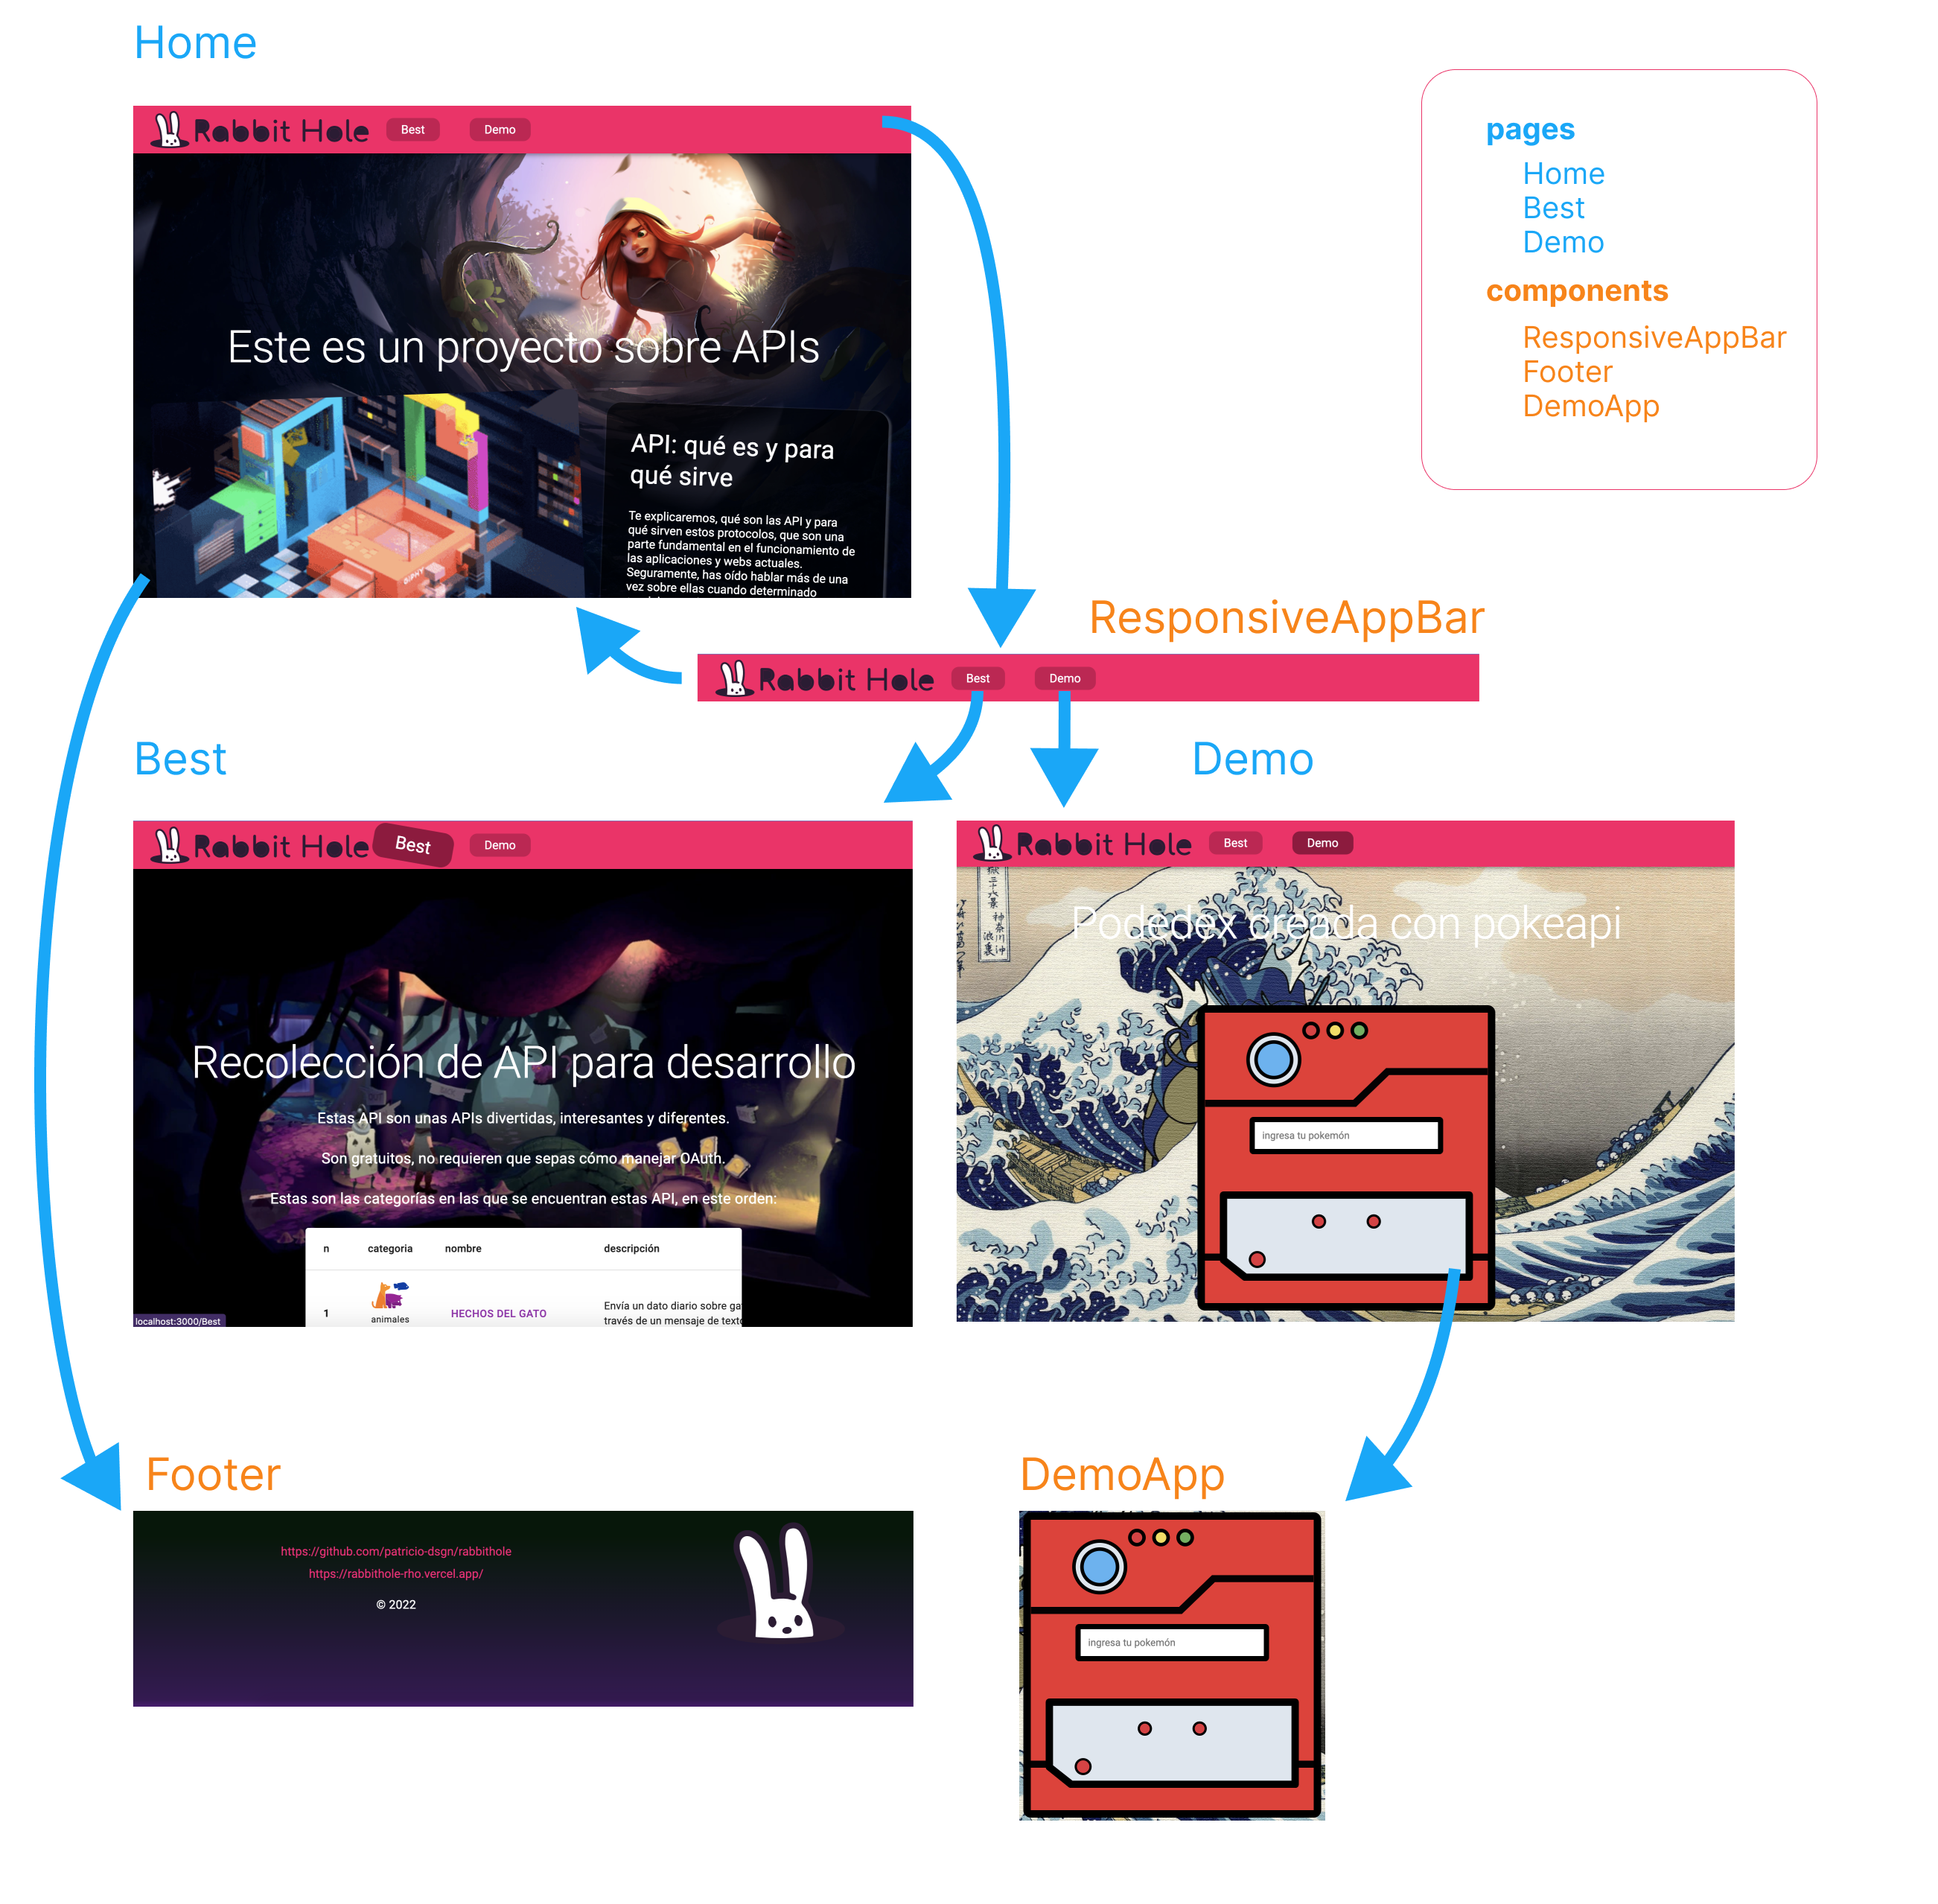 Home
Rabbit Hole Best Demo
Este es un proyecto sobre APIs
API: qué es y para
qué sirve
Te explicaremos, qué son las API y para
qué sirven estos protocolos, que son una
parte fundamental en el funcionamiento de
las aplicaciones y webs actuales.
Seguramente, has oído hablar más de una
vez sobre ellas cuando determinado
GIPHY
pages
Home
Best
Demo
components
ResponsiveAppBar
Footer
DemoApp
ResponsiveAppBar
Rabbit Hole Best Demo
Best
Rabbit Hole Best Demo
Recolección de API para desarrollo
Estas API son unas APIs divertidas, interesantes y diferentes.
Son gratuitos, no requieren que sepas cómo manejar OAuth.
Estas son las categorías en las que se encuentran estas API, en este orden:
n categoria nombre descripción
1 animales HECHOS DEL GATO Envía un dato diario sobre ga
través de un mensaje de texto
localhost:3000/Best
Demo
Rabbit Hole Best Demo
Podedex creada con pokeapi
ingresa tu pokemón
Footer
https://github.com/patricio-dsgn/rabbithole
https://rabbithole-rho.vercel.app/
© 2022
DemoApp
ingresa tu pokemón